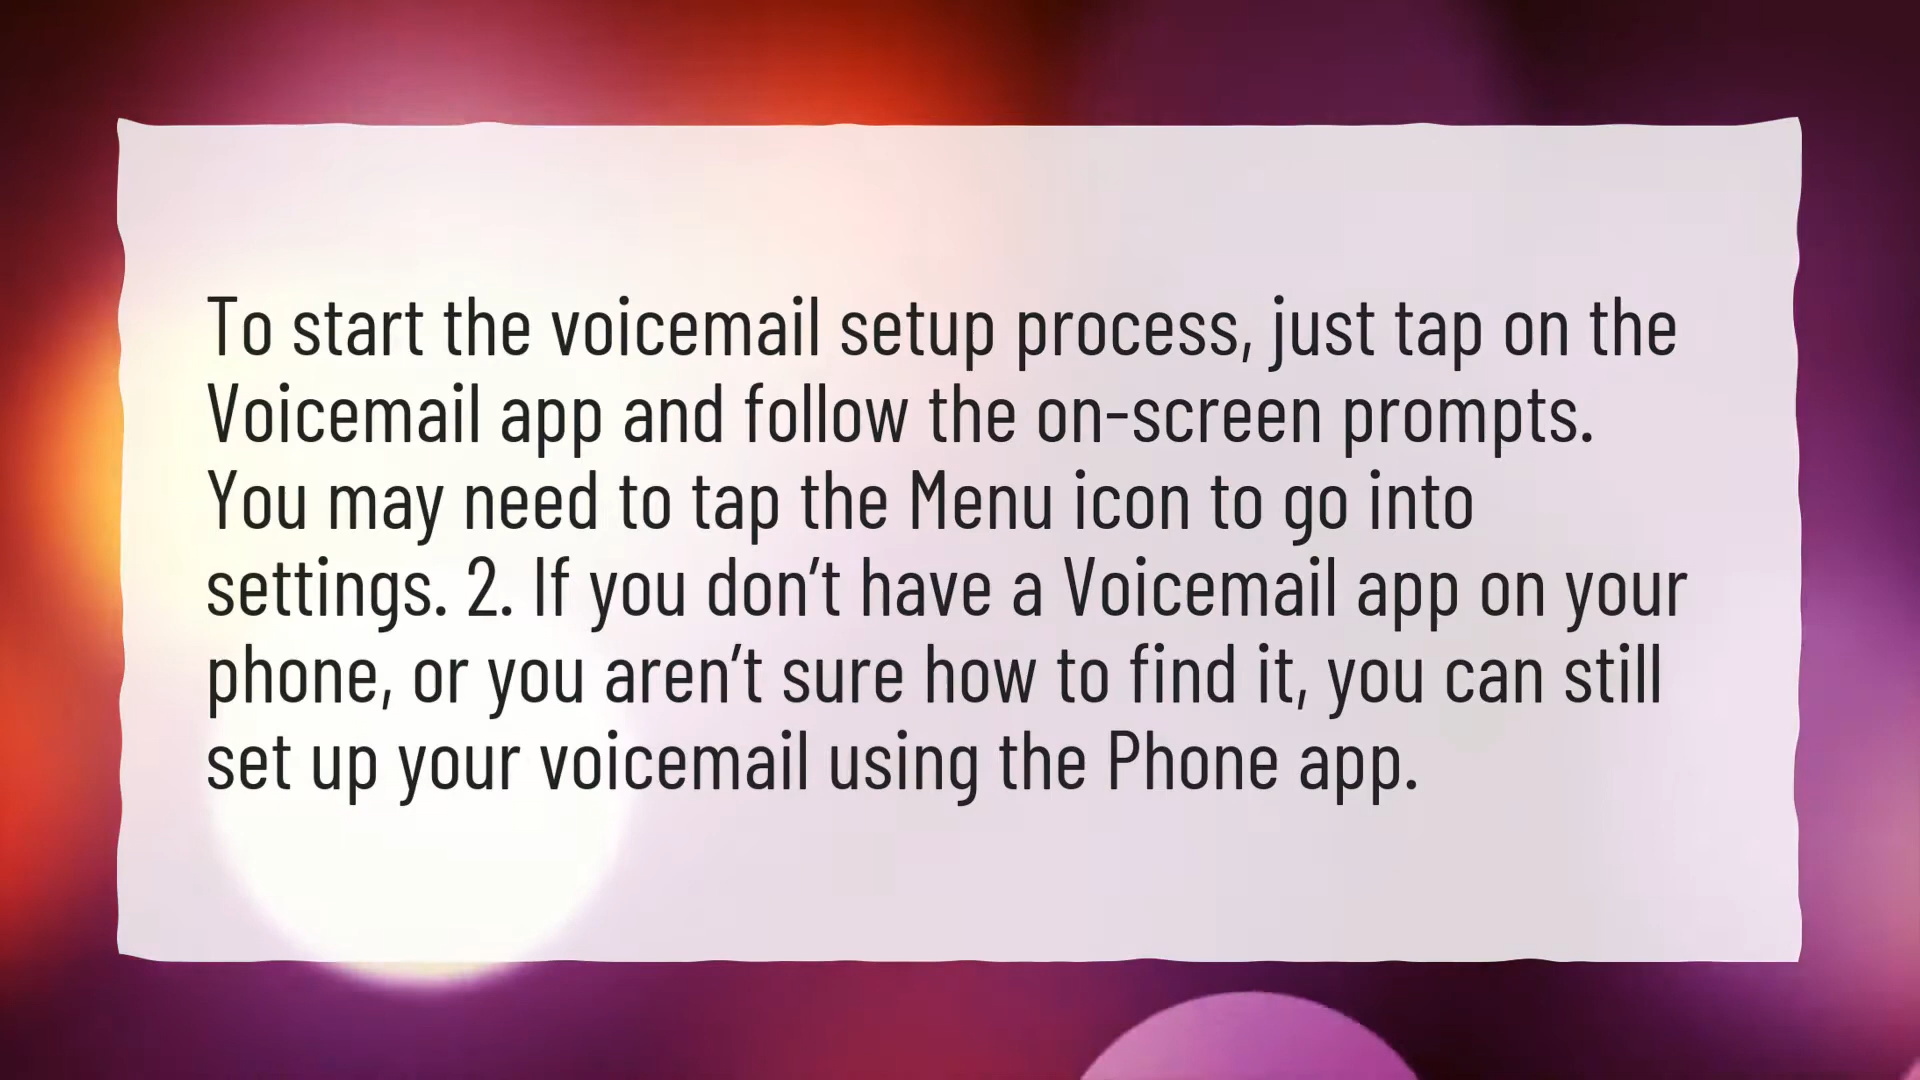 To start the voicemail setup process, just tap on the
Voicemail app and follow the on-screen prompts.
You may need to tap the Menu icon to go into
settings. 2. If you don’t have a Voicemail app on your
phone, or you aren’t sure how to find it, you can still
set up your voicemail using the Phone app.